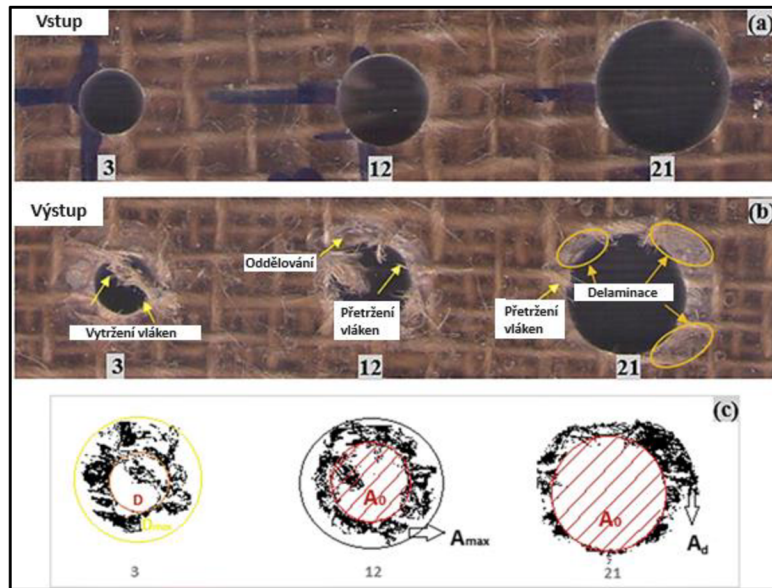 Vstup
(a)
3
12
21
Výstup
(b)
Oddělování
Přetržení
vláken
Přetržení
vláken
Delaminace
Vytržení vláken
3
12
21
(c)
D
Dmax
A0
Amax
A0
Ad
3
12
21